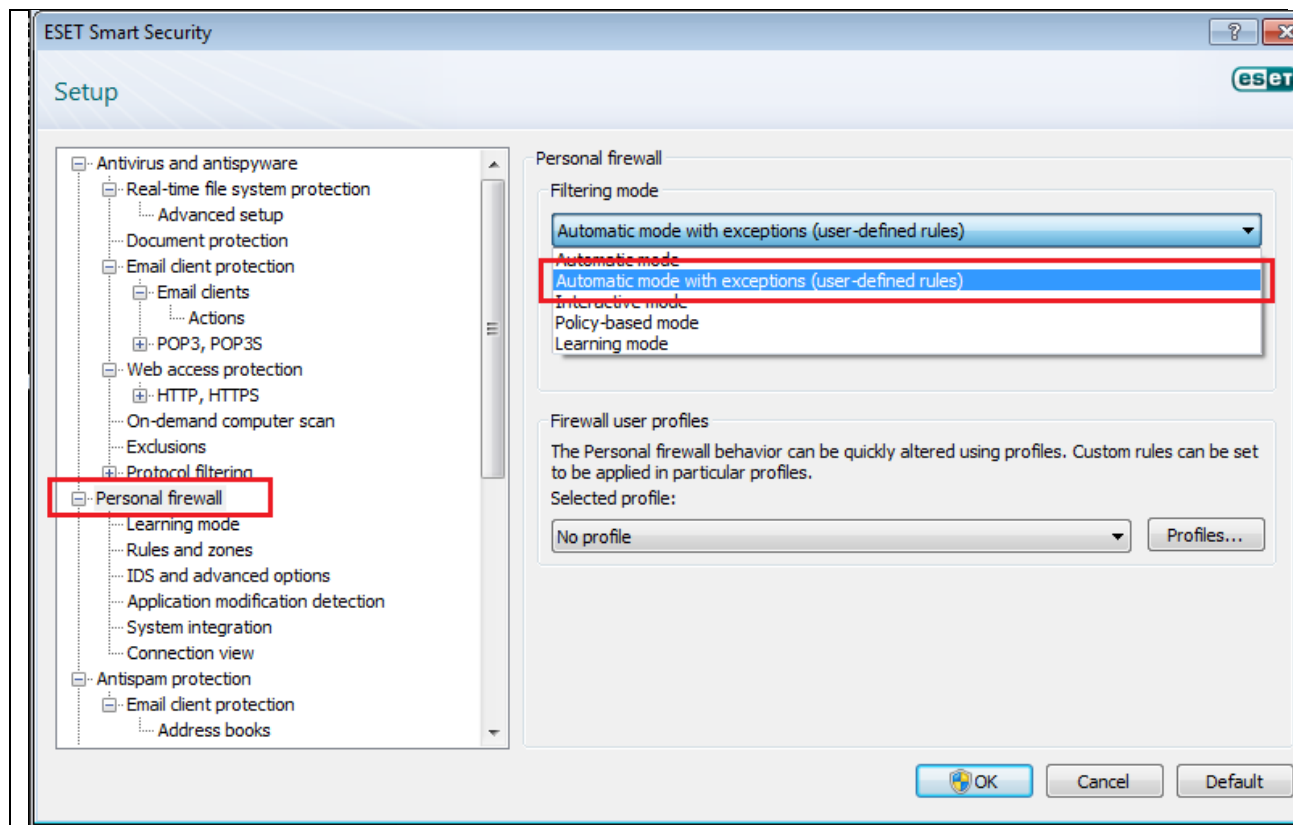 ESET Smart Security
Setup
eset
Antivirus and antispyware
Real-time file system protection
Advanced setup
Document protection
Email client protection
Email clients
Actions
POP3, POP3S
Web access protection
HTTP, HTTPS
On-demand computer scan
Exclusions
Protocol filtering
Personal firewall
Learning mode
Rules and zones
IDS and advanced options
Application modification detection
System integration
Connection view
Antispam protection
Email client protection
Address books
Personal firewall
Filtering mode
Automatic mode with exceptions (user-defined rules)
Automatic mode
Automatic mode with exceptions (user-defined rules)
Interactive mode
Policy-based mode
Learning mode
Firewall user profiles
The Personal firewall behavior can be quickly altered using profiles. Custom rules can be set
to be applied in particular profiles.
Selected profile:
No profile
Profiles...
OK
Cancel
Default